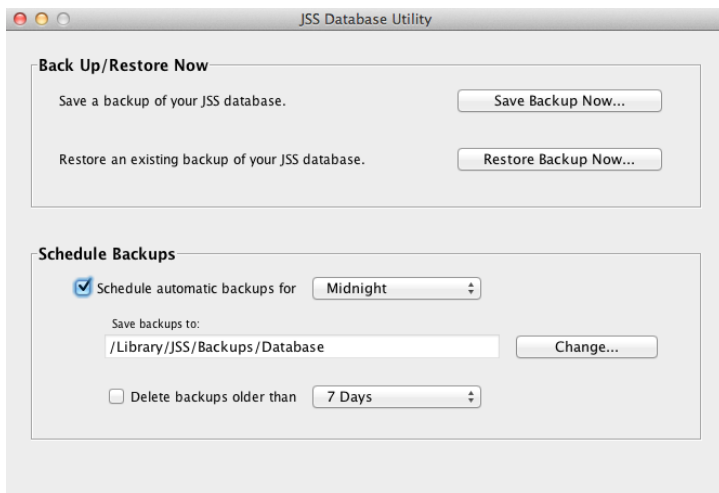 JSS Database Utility
Back Up/Restore Now
Save a backup of your JSS database.
Save Backup Now...
Restore an existing backup of your JSS database.
Restore Backup Now...
Schedule Backups
Schedule automatic backups for
Midnight
Save backups to:
/Library/JSS/Backups/Database
Change...
Delete backups older than
7 Days